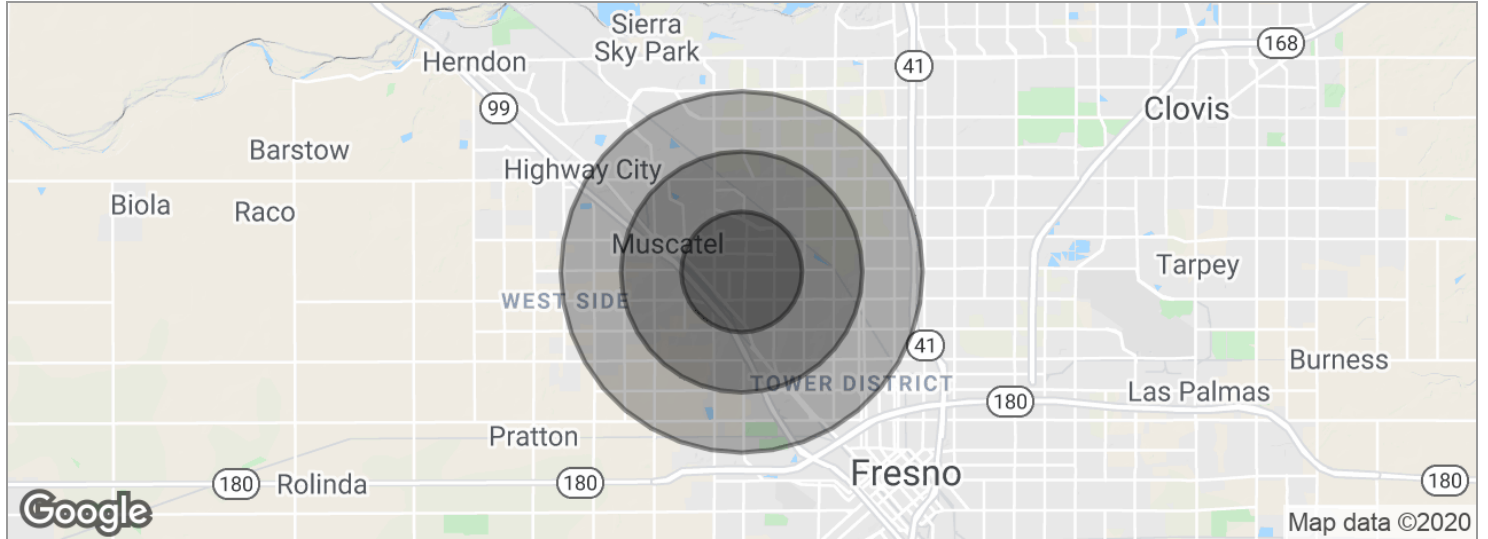 Sierra
Sky Park
168
Herndon
41
99
Clovis
Barstow
Highway City
Biola
Raco
Muscatel
Tarpey
WEST SIDE
41
Burness
TOWER DISTRICT
Las Palmas
180
Pratton
Fresno
180
Rolinda
180
180
Google
Map data ©2020